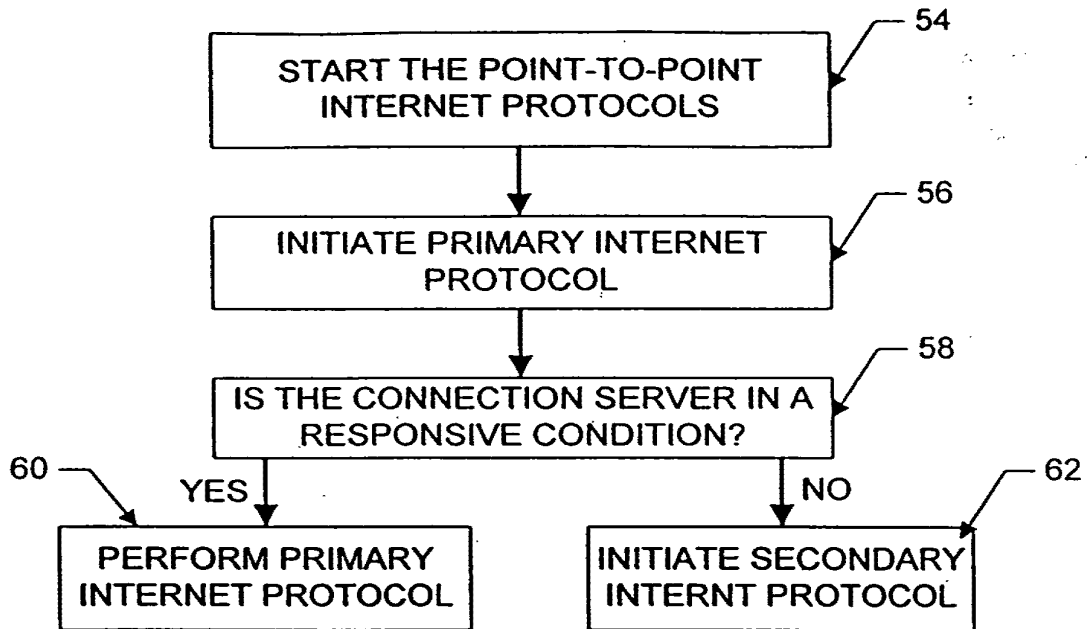 54
START THE POINT-TO-POINT
INTERNET PROTOCOLS
56
INITIATE PRIMARY INTERNET
PROTOCOL
58
IS THE CONNECTION SERVER IN A
RESPONSIVE CONDITION?
60
YES
NO
62
PERFORM PRIMARY
INTERNET PROTOCOL
INITIATE SECONDARY
INTERNT PROTOCOL